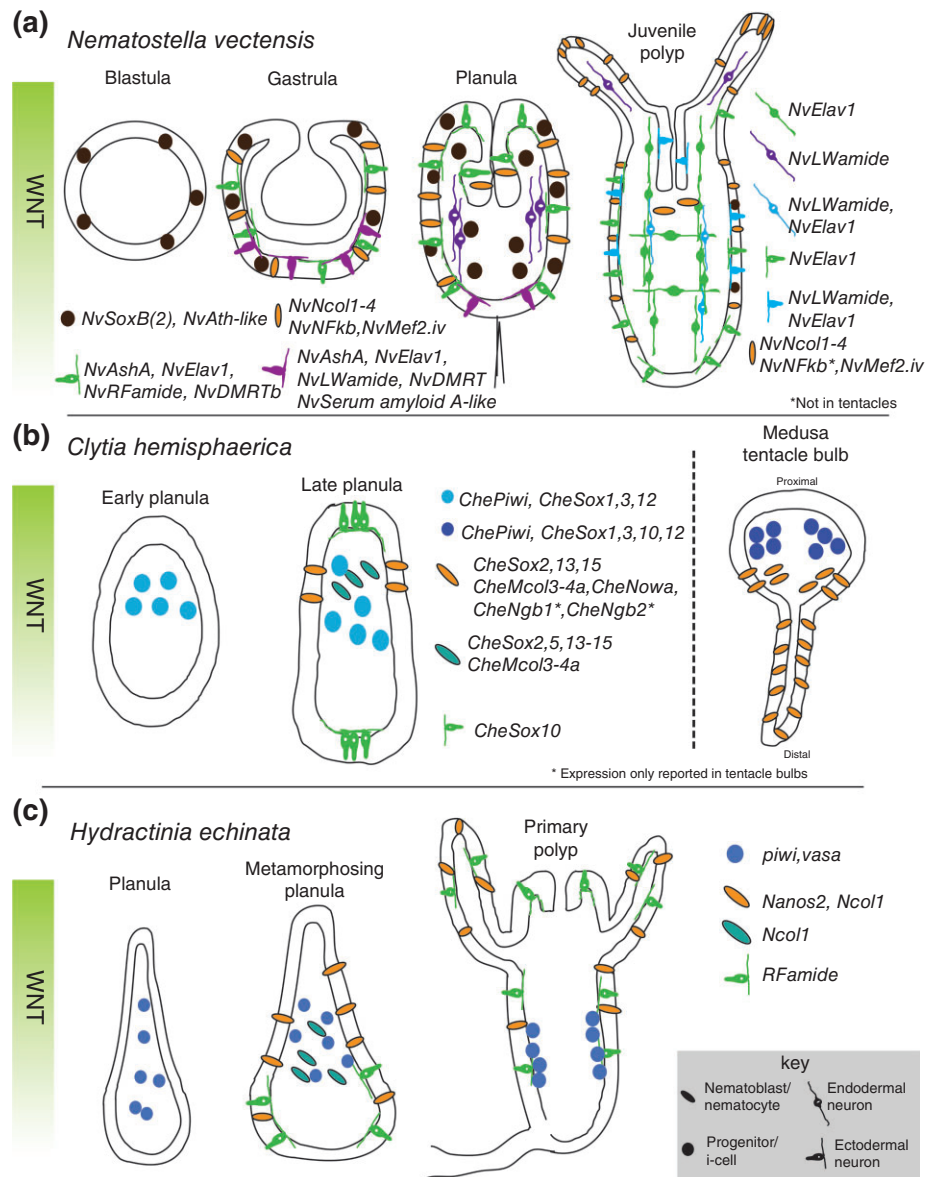 (a)
Nematostella vectensis
WNT
Blastula
Gastrula
Planula
Juvenile
polyp
NvElav1
NvLWamide
NvLWamide,
NvElav1
NvElav1
NvLWamide,
NvElav1
NvNcol1-4
NvNFkb*,NvMef2.iv
NvSoxB(2), NvAth-like
NvNcol1-4
NvNFkb,NvMef2.iv
NvAshA, NvElav1,
NvRFamide, NvDMRTb
NvAshA, NvElav1,
NvLWamide, NvDMRT
NvSerum amyloid A-like
*Not in tentacles
(b)
Clytia hemisphaerica
WNT
Early planula
Late planula
ChePiwi, CheSox1,3,12
ChePiwi, CheSox1,3,10,12
CheSox2,13,15
CheMcol3-4a,CheNowa,
CheNgb1*,CheNgb2*
CheSox2,5,13-15
CheMcol3-4a
CheSox10
* Expression only reported in tentacle bulbs
Medusa
tentacle bulb
Proximal
Distal
(c)
Hydractinia echinata
WNT
Planula
Metamorphosing
planula
Primary
polyp
piwi,vasa
Nanos2, Ncol1
Ncol1
RFamide
key
Nematoblast/
nematocyte
Endodermal
neuron
Progenitor/
i-cell
Ectodermal
neuron